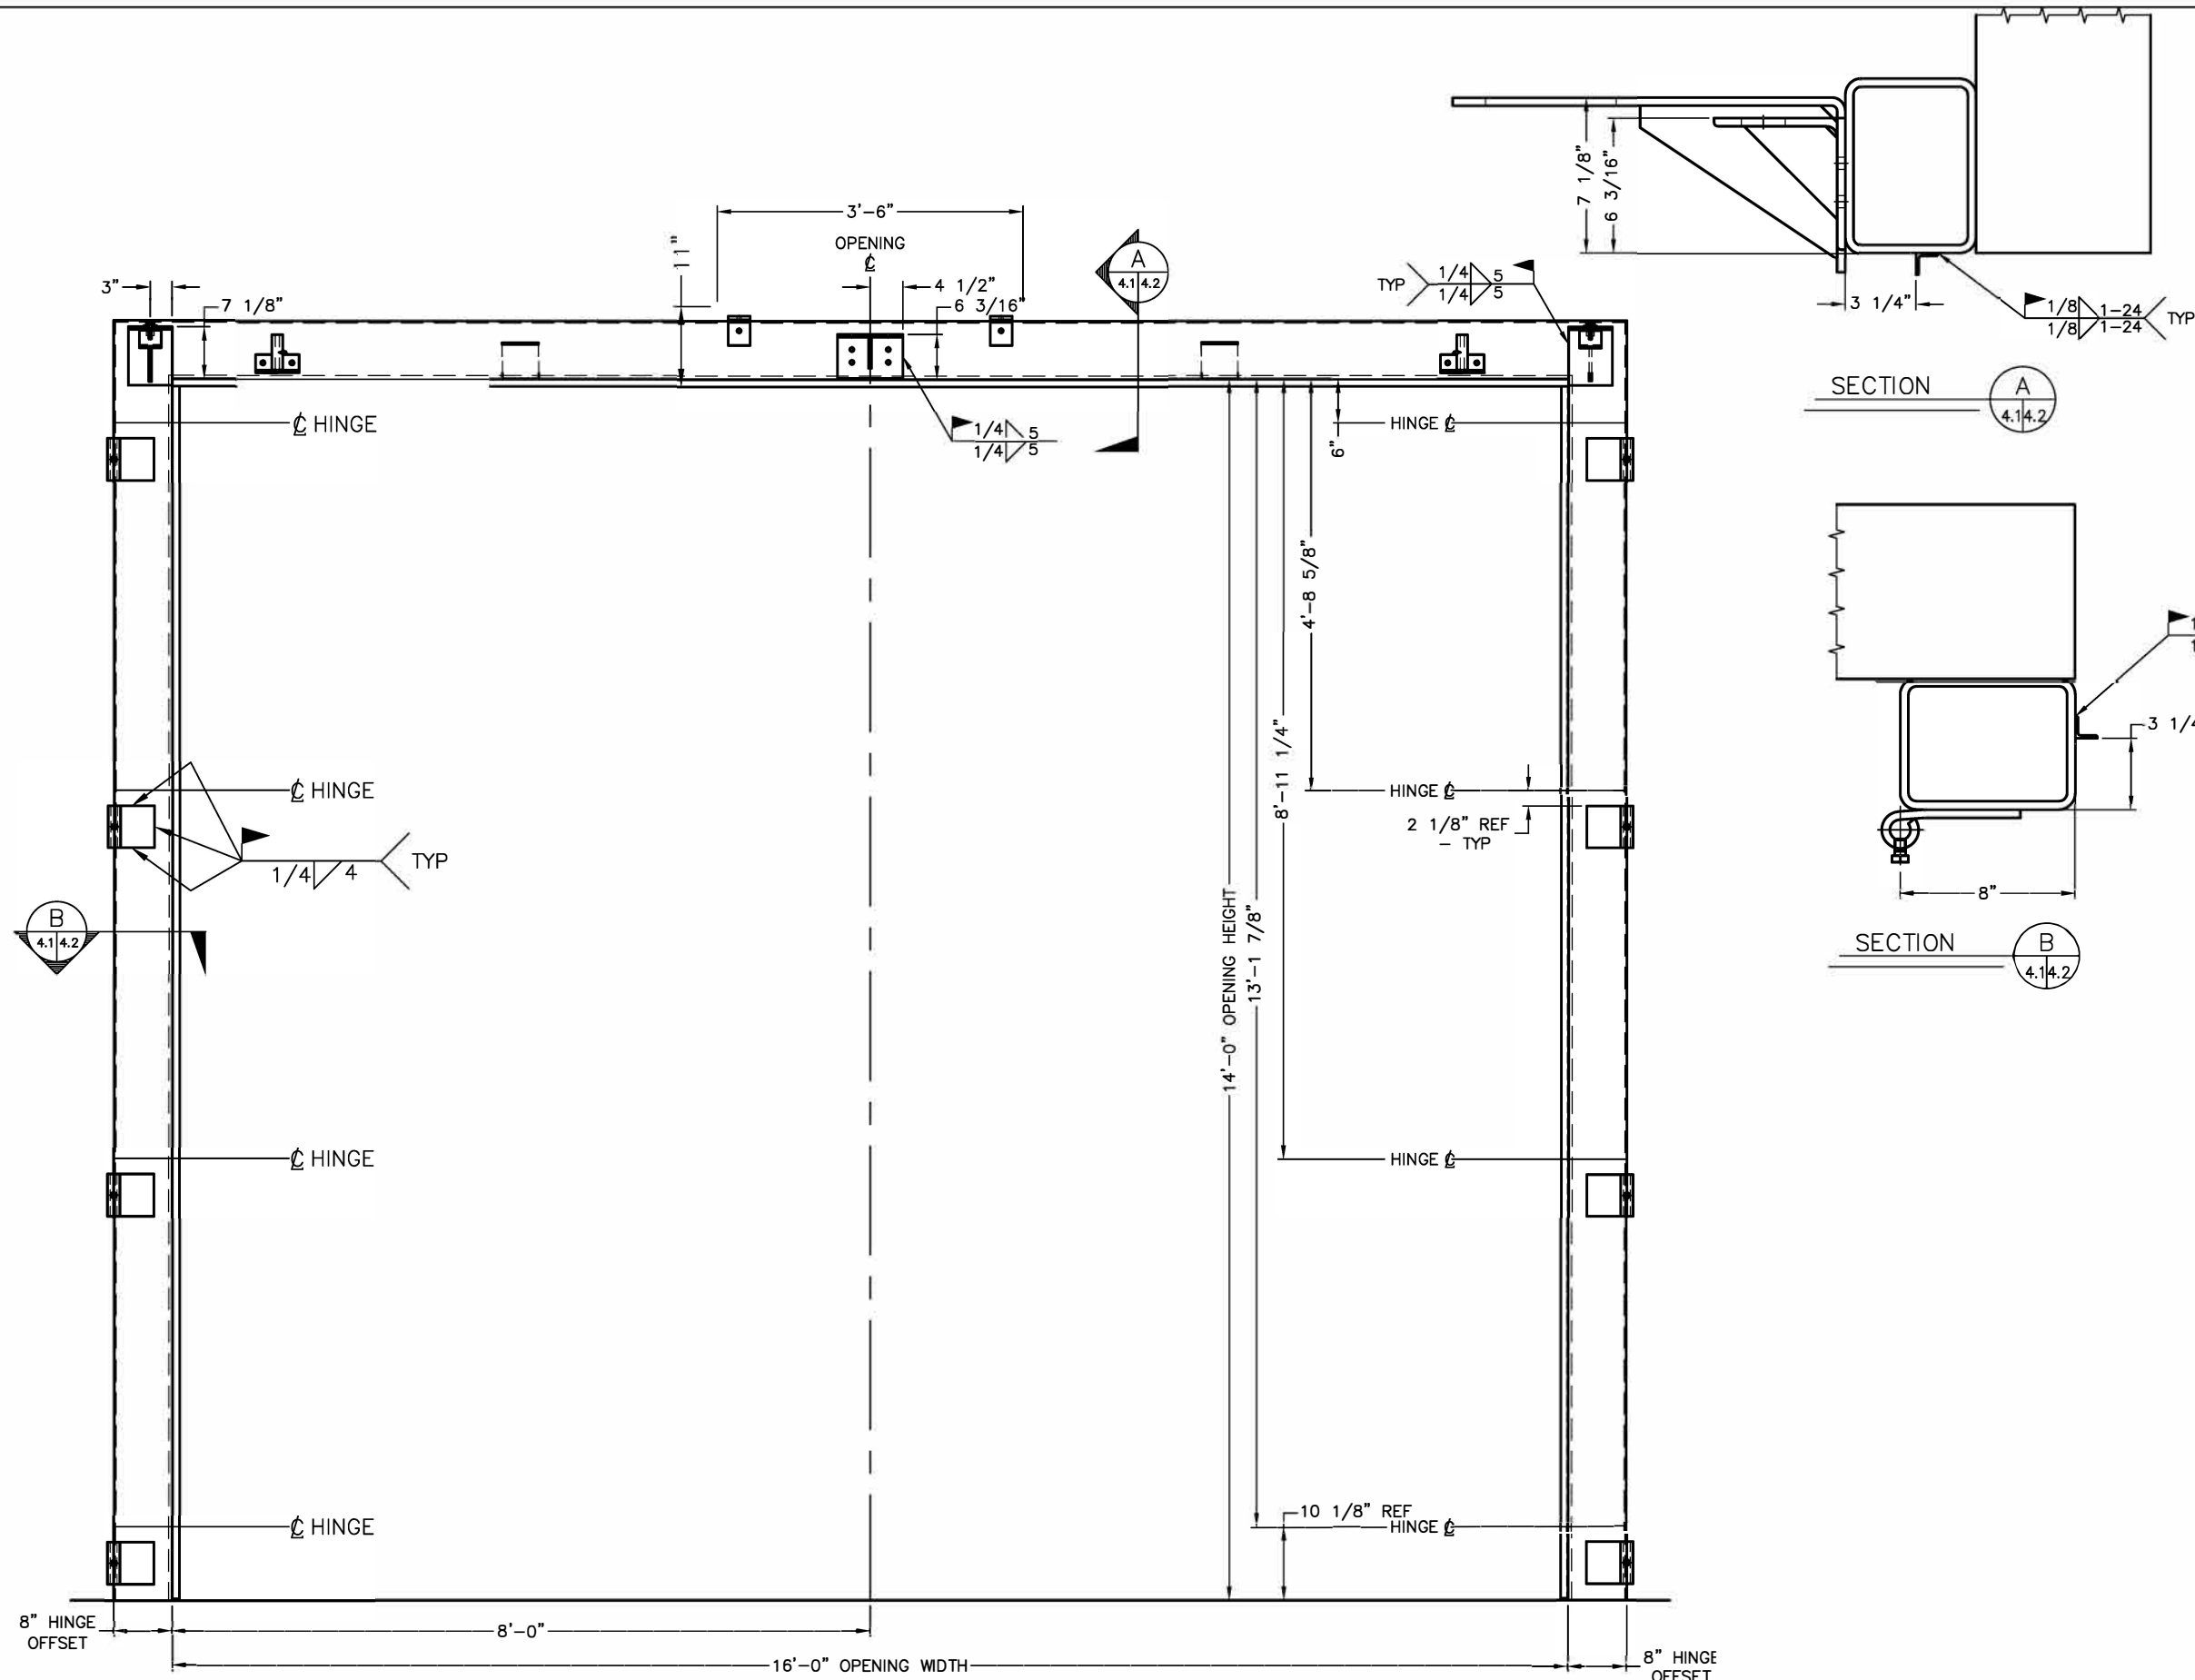 7 1/8"
6 3/16"
3 1/4"
1/8 1-24
1/8 1-24
TYP
SECTION
A
4.1 4.2
3'-6"
OPENING
℄
11"
4 1/2"
6 3/16"
A
4.1 4.2
3"
7 1/8"
TYP
1/4 5
1/4 5
1/4 5
1/4 5
℄ HINGE
HINGE ℄
6"
4'-8 5/8"
8'-11 1/4"
℄ HINGE
HINGE ℄
2 1/8" REF
- TYP
1/4 4
TYP
14'-0" OPENING HEIGHT
13'-1 7/8"
B
4.1 4.2
3 1/4
8"
SECTION
B
4.1 4.2
℄ HINGE
HINGE ℄
10 1/8" REF
℄ HINGE
HINGE ℄
8" HINGE
OFFSET
8'-0"
16'-0" OPENING WIDTH
8" HINGE
OFFSET